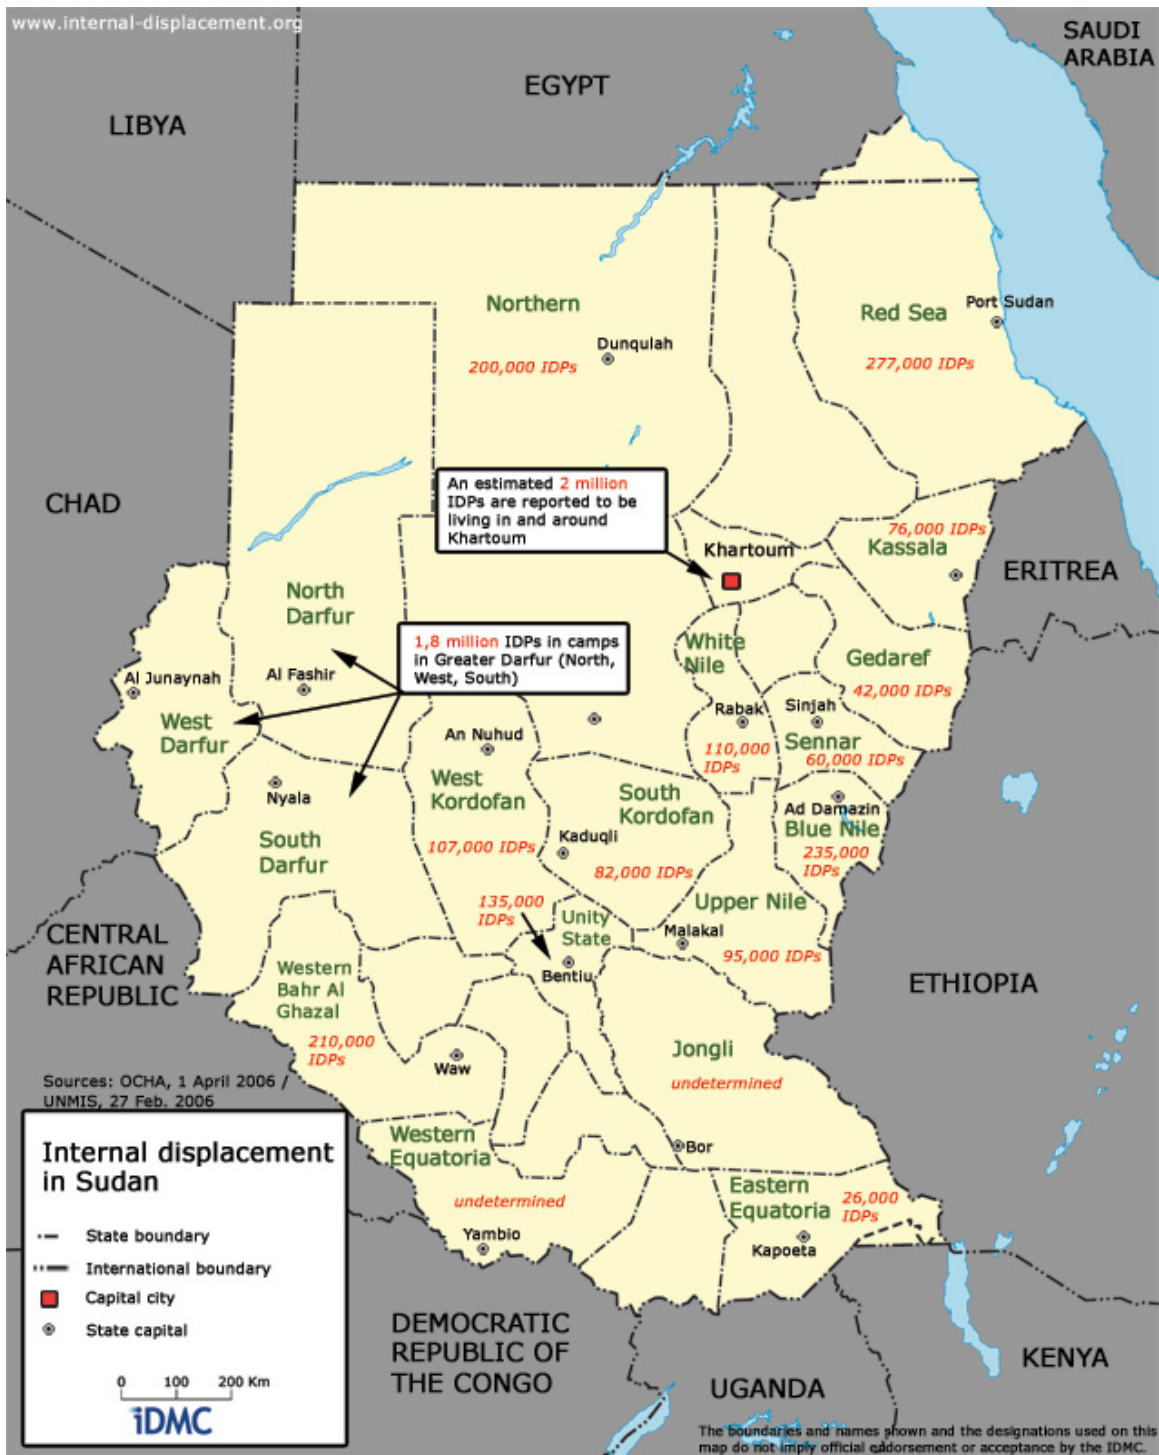 www.internal-displacement.org
SAUDI
ARABIA
EGYPT
LIBYA
Northern
Dunqulah
200,000 IDPs
Red Sea
Port Sudan
277,000 IDPs
An estimated 2 million
IDPs are reported to be
living in and around
Khartoum
CHAD
Khartoum
76,000 IDPs
Kassala
ERITREA
North
Darfur
1,8 million IDPs in camps
in Greater Darfur (North,
West, South)
White
Nile
Gedaref
42,000 IDPs
Al Junaynah
Al Fashir
West
Darfur
An Nuhud
Rabak
Sinjah
110,000
IDPs
Sennar
60,000 IDPs
Nyala
West
Kordofan
South
Kordofan
Ad Damazin
Blue Nile
235,000
IDPs
South
Darfur
107,000 IDPs
Kaduqli
82,000 IDPs
135,000
IDPs
Unity
State
Bentiu
Upper Nile
Malakal
95,000 IDPs
CENTRAL
AFRICAN
REPUBLIC
Western
Bahr Al
Ghazal
210,000
IDPs
Waw
ETHIOPIA
Jongli
undetermined
Bor
Sources: OCHA, 1 April 2006 /
UNMIS, 27 Feb. 2006
Western
Equatoria
undetermined
Yambio
Eastern
Equatoria
26,000
IDPs
Kapoeta
Internal displacement
in Sudan
State boundary
International boundary
Capital city
State capital
0 100 200 Km
iDMC
DEMOCRATIC
REPUBLIC OF
THE CONGO
UGANDA
KENYA
The boundaries and names shown and the designations used on this
map do not imply official endorsement or acceptance by the IDMC.